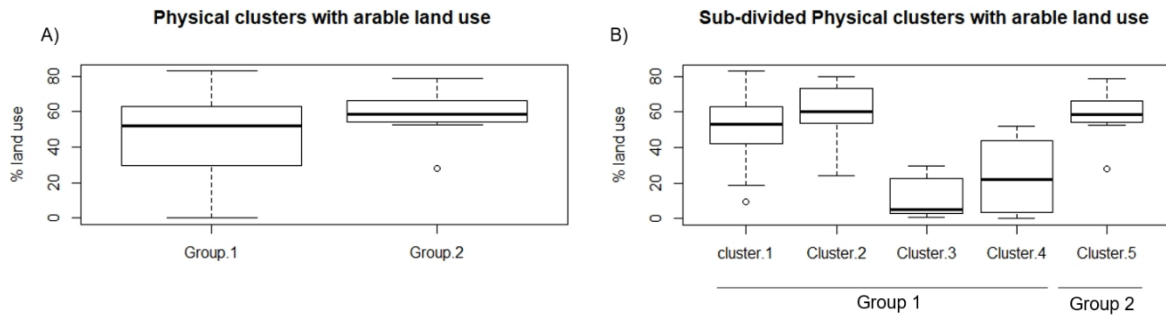 Physical clusters with arable land use
A)
% land use
80
60
40
20
0
Group.1 Group.2
Sub-divided Physical clusters with arable land use
B)
% land use
80
60
40
20
0
cluster.1 Cluster.2 Cluster.3 Cluster.4 Cluster.5
Group 1 Group 2